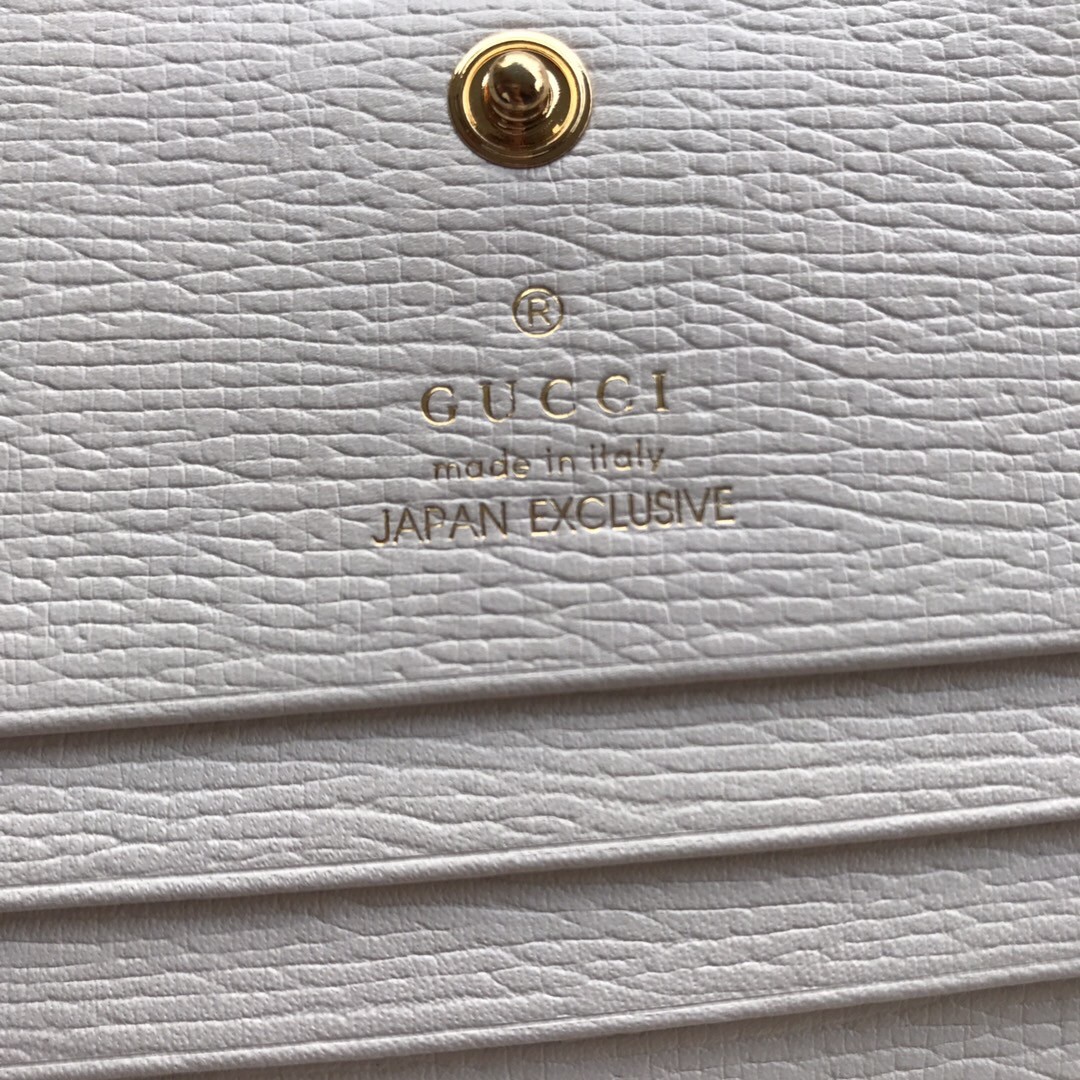 ®
GUCCI
made in italy
JAPAN EXCLUSIVE